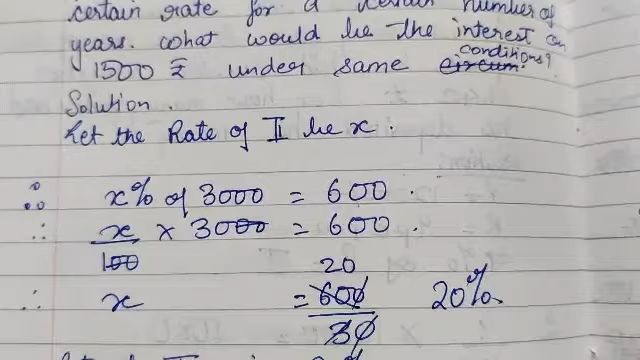 certain rate for a certain number of
years. What would be the interest on
1500 ₹ under same circum. conditions?
Solution.
Let the Rate of II be x.
∴ x% of 3000 = 600.
∴ x/100 × 3000 = 600.
20
∴ x = 600/30 20%